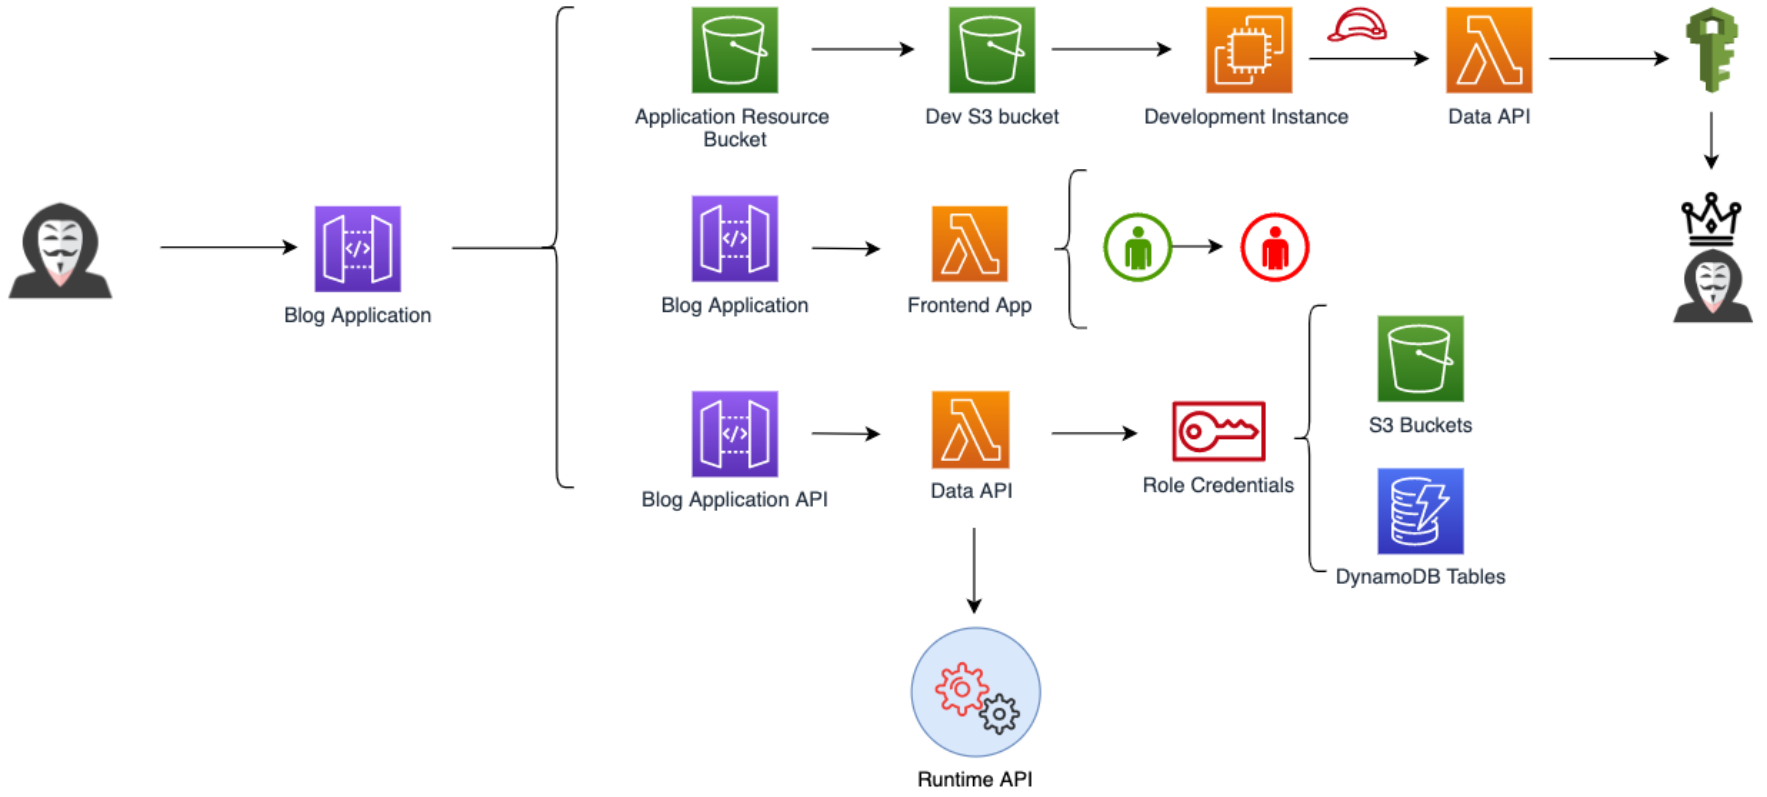 Application Resource
Bucket
Dev S3 bucket
Development Instance
Data API
Blog Application
Blog Application
Frontend App
Blog Application API
Data API
Role Credentials
S3 Buckets
DynamoDB Tables
Runtime API